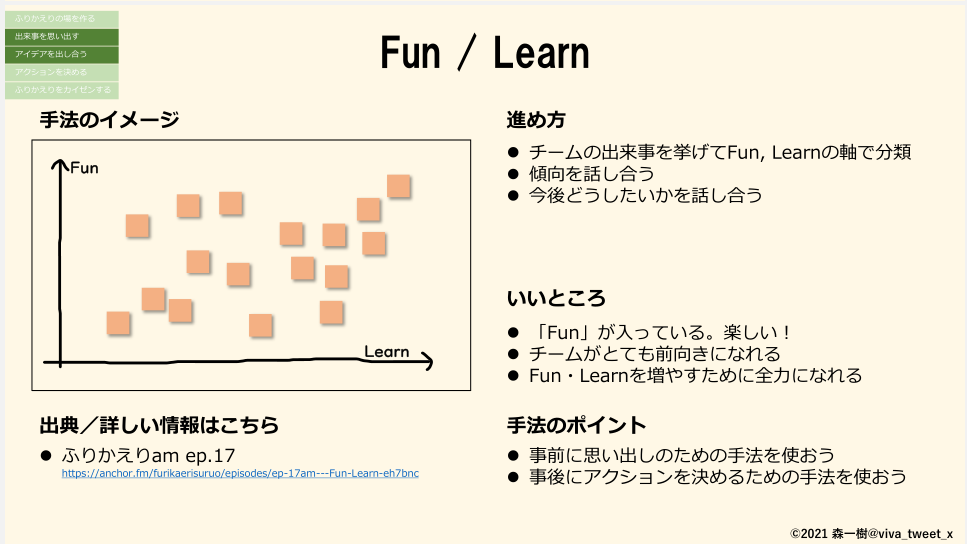 ふりかえりの場を作る
出来事を思い出す
アイデアを出し合う
アクションを決める
ふりかえりをカイゼンする
Fun / Learn
手法のイメージ
Fun
Learn
出典／詳しい情報はこちら
● ふりかえりam ep.17
https://anchor.fm/furikaerisuruo/episodes/ep-17am---Fun-Learn-eh7bnc
進め方
● チームの出来事を挙げてFun, Learnの軸で分類
● 傾向を話し合う
● 今後どうしたいかを話し合う
いいところ
● 「Fun」が入っている。楽しい！
● チームがとても前向きになれる
● Fun・Learnを増やすために全力になれる
手法のポイント
● 事前に思い出しのための手法を使おう
● 事後にアクションを決めるための手法を使おう
©2021 森一樹@viva_tweet_x